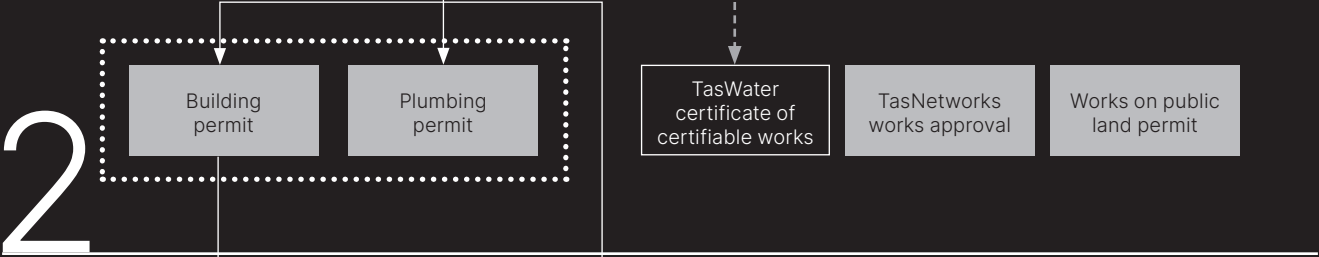 2
Building
permit
Plumbing
permit
TasWater
certificate of
certifiable works
TasNetworks
works approval
Works on public
land permit